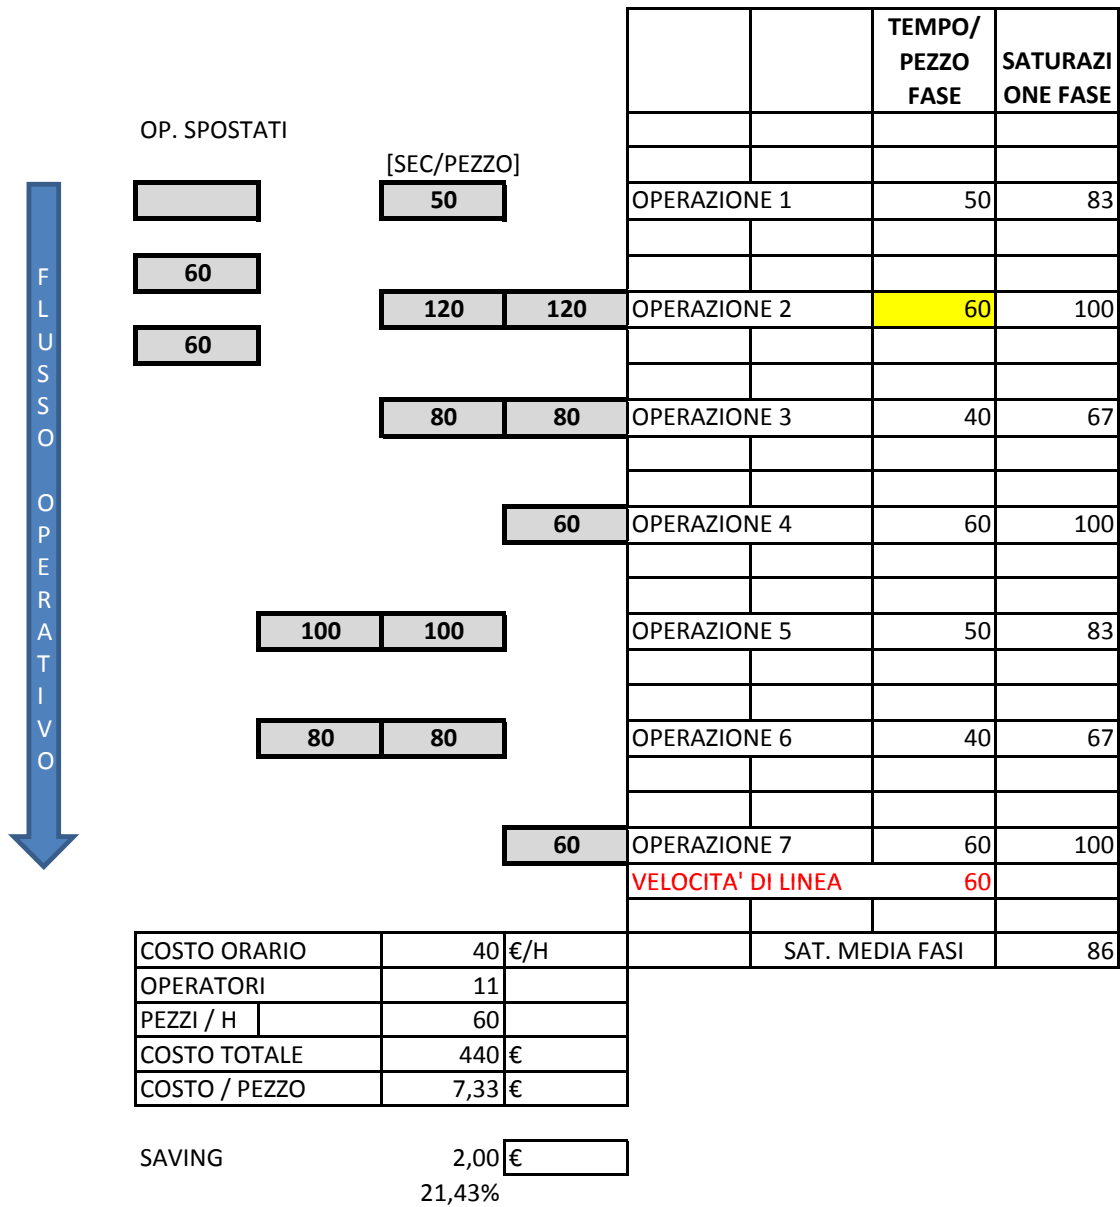 TEMPO/
PEZZO
FASE
SATURAZI
ONE FASE
OP. SPOSTATI
[SEC/PEZZO]
50 OPERAZIONE 1 50 83
60
120 120 OPERAZIONE 2 60 100
60
80 80 OPERAZIONE 3 40 67
60 OPERAZIONE 4 60 100
100 100 OPERAZIONE 5 50 83
80 80 OPERAZIONE 6 40 67
60 OPERAZIONE 7 60 100
VELOCITA' DI LINEA 60
FLUSSO OPERATIVO
COSTO ORARIO 40 €/H SAT. MEDIA FASI 86
OPERATORI 11
PEZZI / H 60
COSTO TOTALE 440 €
COSTO / PEZZO 7,33 €
SAVING 2,00 €
21,43%